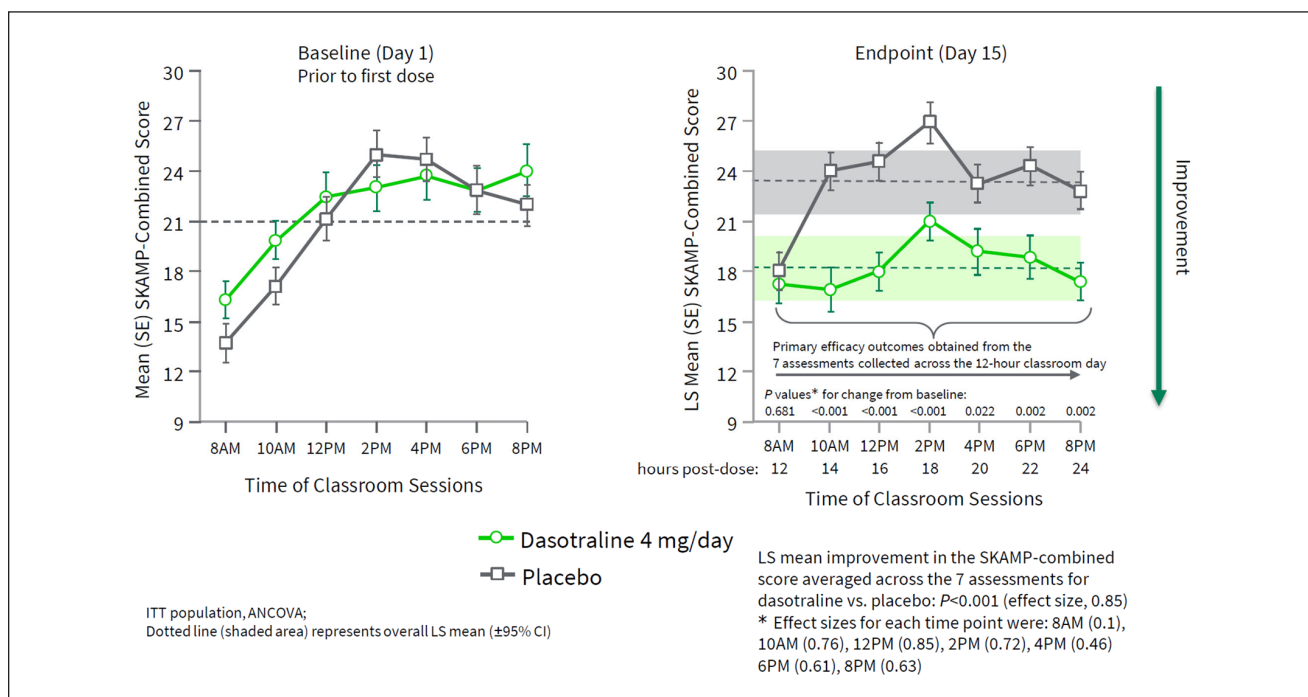 Baseline (Day 1)
Prior to first dose
Mean (SE) SKAMP-Combined Score
30
27
24
21
18
15
12
9
8AM 10AM 12PM 2PM 4PM 6PM 8PM
Time of Classroom Sessions
Endpoint (Day 15)
LS Mean (SE) SKAMP-Combined Score
30
27
24
21
18
15
12
9
Primary efficacy outcomes obtained from the
7 assessments collected across the 12-hour classroom day
P values* for change from baseline:
0.681 <0.001 <0.001 <0.001 0.022 0.002 0.002
8AM 10AM 12PM 2PM 4PM 6PM 8PM
hours post-dose: 12 14 16 18 20 22 24
Time of Classroom Sessions
Improvement
Dasotraline 4 mg/day
Placebo
ITT population, ANCOVA;
Dotted line (shaded area) represents overall LS mean (±95% CI)
LS mean improvement in the SKAMP-combined
score averaged across the 7 assessments for
dasotraline vs. placebo: P<0.001 (effect size, 0.85)
* Effect sizes for each time point were: 8AM (0.1),
10AM (0.76), 12PM (0.85), 2PM (0.72), 4PM (0.46)
6PM (0.61), 8PM (0.63)